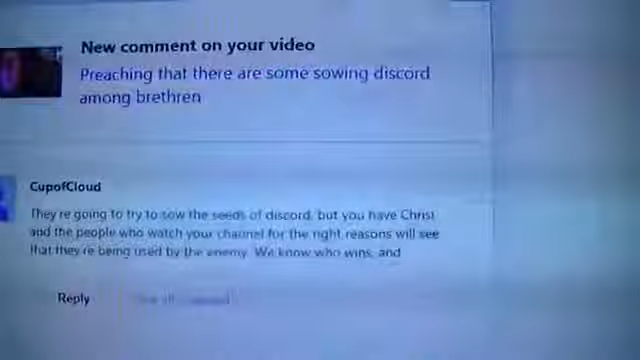 New comment on your video
Preaching that there are some sowing discord
among brethren
CupofCloud
They're going to try to sow the seeds of discord, but you have Christ
and the people who watch your channel for the right reasons will see
that they're being used by the enemy. We know who wins, and
Reply